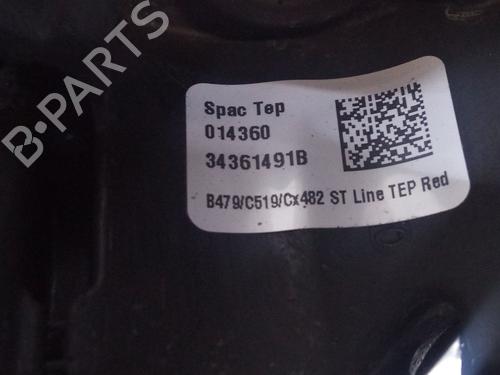 Spac Tep
014360
34361491B
B479/C519/Cx482 ST Line TEP Red
B-PARTS